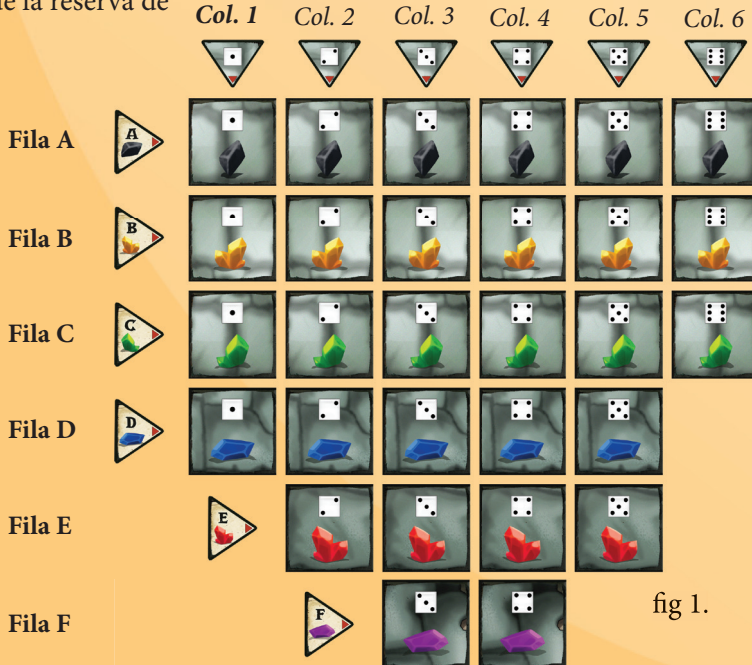 de la reserva de
Col. 1 Col. 2 Col. 3 Col. 4 Col. 5 Col. 6
Fila A A
Fila B B
Fila C C
Fila D D
Fila E E
Fila F F
fig 1.